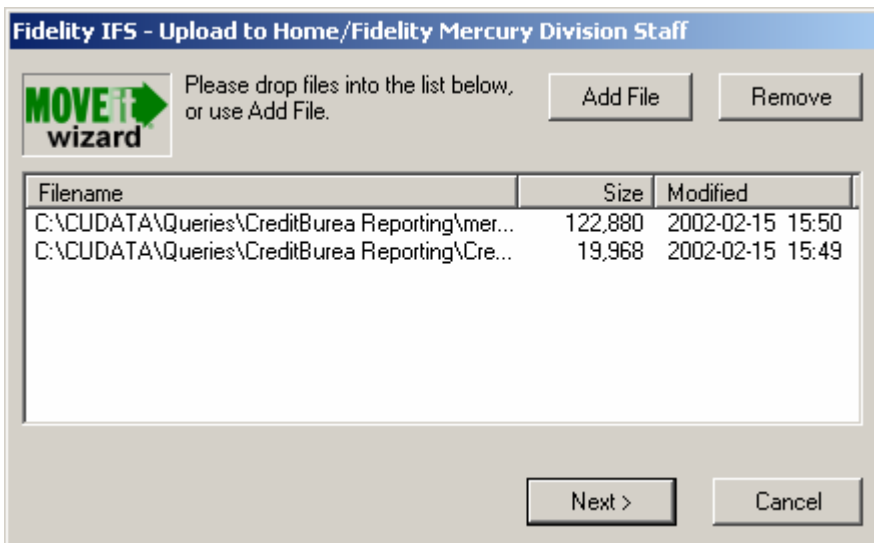 Fidelity IFS - Upload to Home/Fidelity Mercury Division Staff
MOVEit
wizard
Please drop files into the list below,
or use Add File.
Add File
Remove
Filename Size Modified
C:\CUDATA\Queries\CreditBurea Reporting\mer... 122,880 2002-02-15 15:50
C:\CUDATA\Queries\CreditBurea Reporting\Cre... 19,968 2002-02-15 15:49
Next >
Cancel